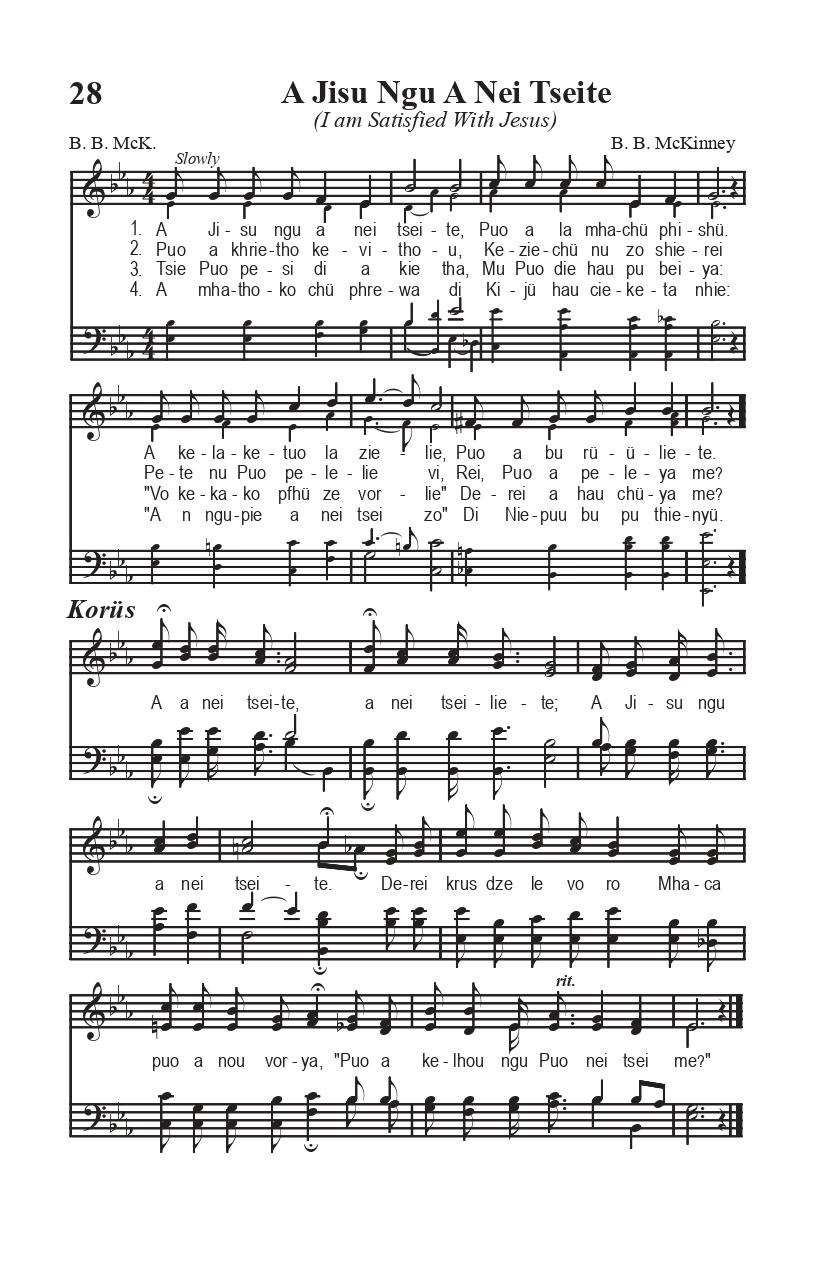 28
A Jisu Ngu A Nei Tseite
(I am Satisfied With Jesus)
B. B. McK. B. B. McKinney
Slowly
1. A Ji - su ngu a nei tsei - te, Puo a la mha - chü phi - shü.
2. Puo a khrie - tho ke - vi - tho - u, Ke - zie - chü nu zo shie - rei
3. Tsie Puo pe - si di a kie tha, Mu Puo die hau pu bei - ya:
4. A mha - tho - ko chü phre - wa di Ki - jü hau cie - ke - ta nhie:
A ke - la - ke - tuo la zie - lie, Puo a bu rü - ü - lie - te.
Pe - te nu Puo pe - le - lie vi, Rei, Puo a pe - le - ya me?
"Vo ke - ka - ko pfhü ze vor - lie" De - rei a hau chü - ya me?
"A n ngu - pie a nei tsei zo" Di Nie - puu bu pu thie - nyü.
Korüs
A a nei tsei - te, a nei tsei - lie - te; A Ji - su ngu
a nei tsei - te. De - rei krus dze le vo ro Mha - ca
rit.
puo a nou vor - ya, "Puo a ke - lhou ngu Puo nei tsei me?"